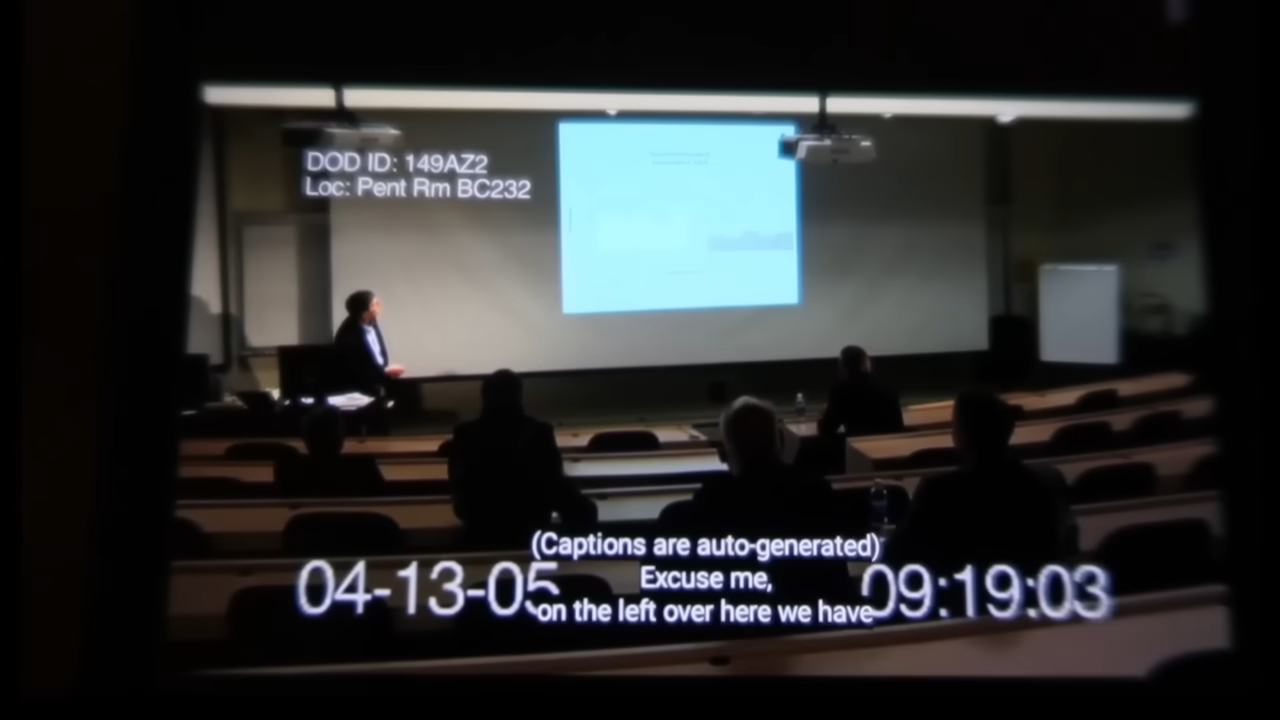 DOD ID: 149AZ2
Loc: Pent Rm BC232
(Captions are auto-generated)
Excuse me,
on the left over here we have
04-13-05
09:19:03